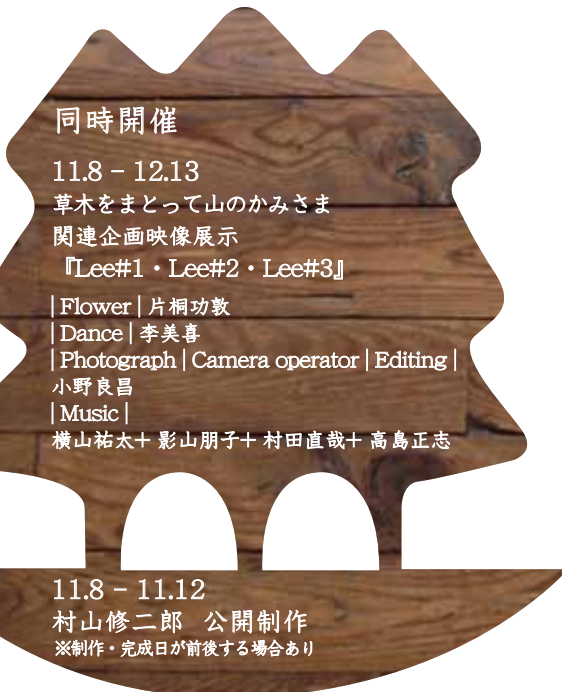 同時開催
11.8 – 12.13
草木をまとって山のかみさま
関連企画映像展示
『Lee#1・Lee#2・Lee#3』
| Flower | 片桐功敦
| Dance | 李美喜
| Photograph | Camera operator | Editing |
小野良昌
| Music |
横山祐太＋ 影山朋子＋ 村田直哉＋ 高島正志
11.8 – 11.12
村山修二郎 公開制作
※制作・完成日が前後する場合あり